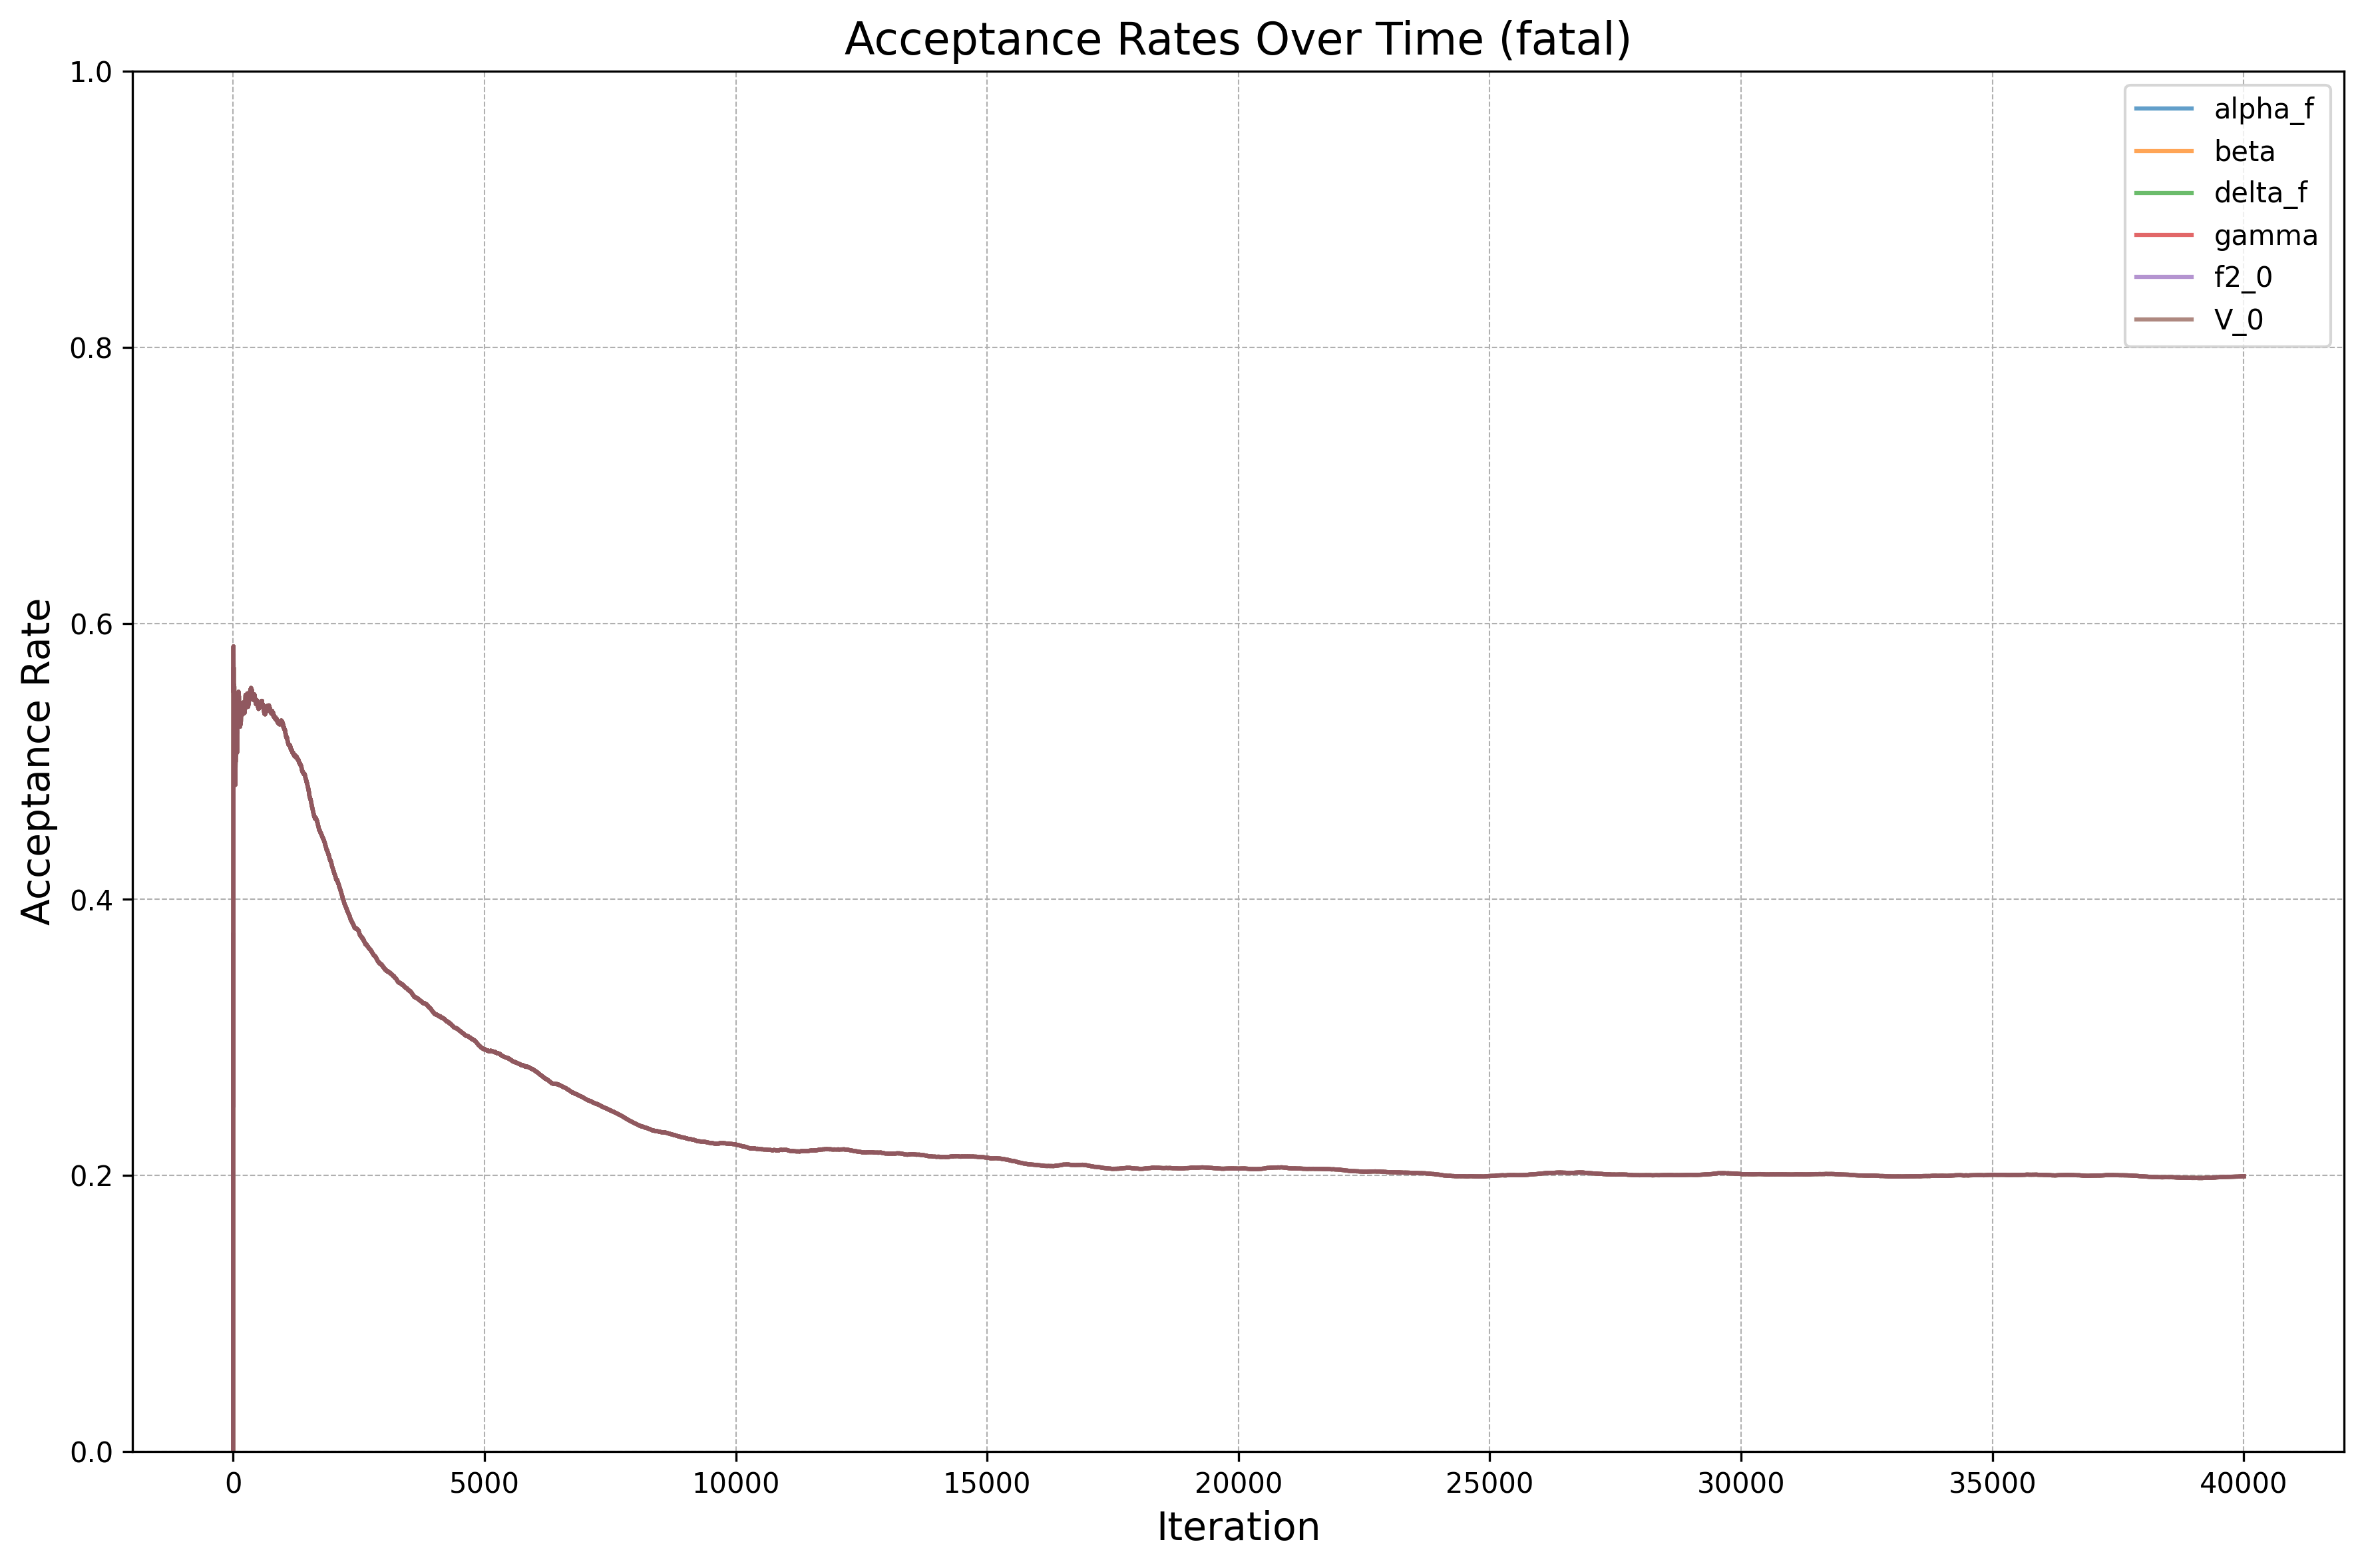 Acceptance Rates Over Time (fatal)
1.0
0.8
0.6
0.4
0.2
0.0
Acceptance Rate
alpha_f
beta
delta_f
gamma
f2_0
V_0
0 5000 10000 15000 20000 25000 30000 35000 40000
Iteration